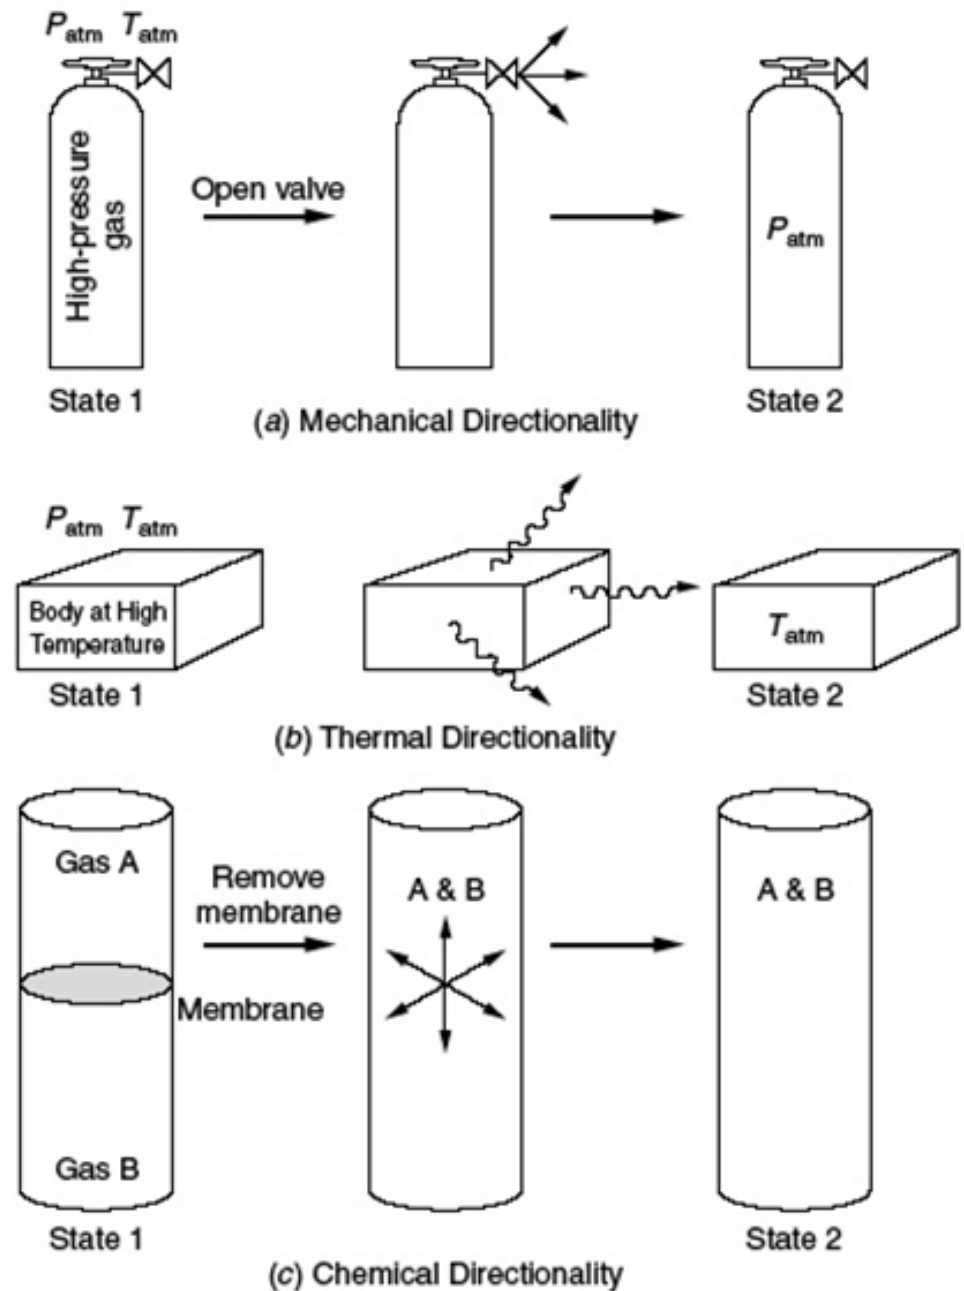 P_atm T_atm
High-pressure
gas
Open valve
P_atm
State 1
State 2
(a) Mechanical Directionality
P_atm T_atm
Body at High
Temperature
T_atm
State 1
State 2
(b) Thermal Directionality
Gas A
Remove
membrane
A & B
A & B
Membrane
Gas B
State 1
State 2
(c) Chemical Directionality